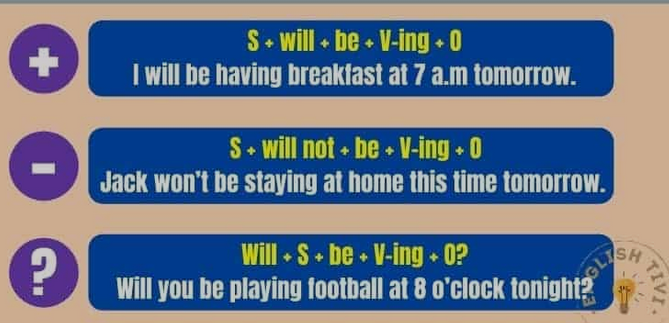 +
S + will + be + V-ing + O
I will be having breakfast at 7 a.m tomorrow.
-
S + will not + be + V-ing + O
Jack won't be staying at home this time tomorrow.
?
Will + S + be + V-ing + O?
Will you be playing football at 8 o'clock tonight?
ENGLISH TIVI